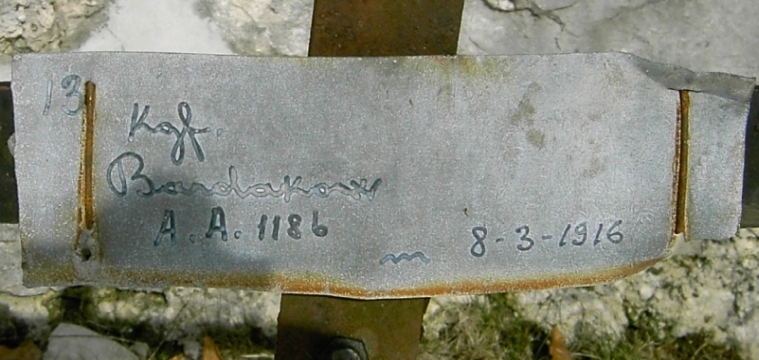 13
Kgf.
Bardakow
A.A. 1186
8-3-1916